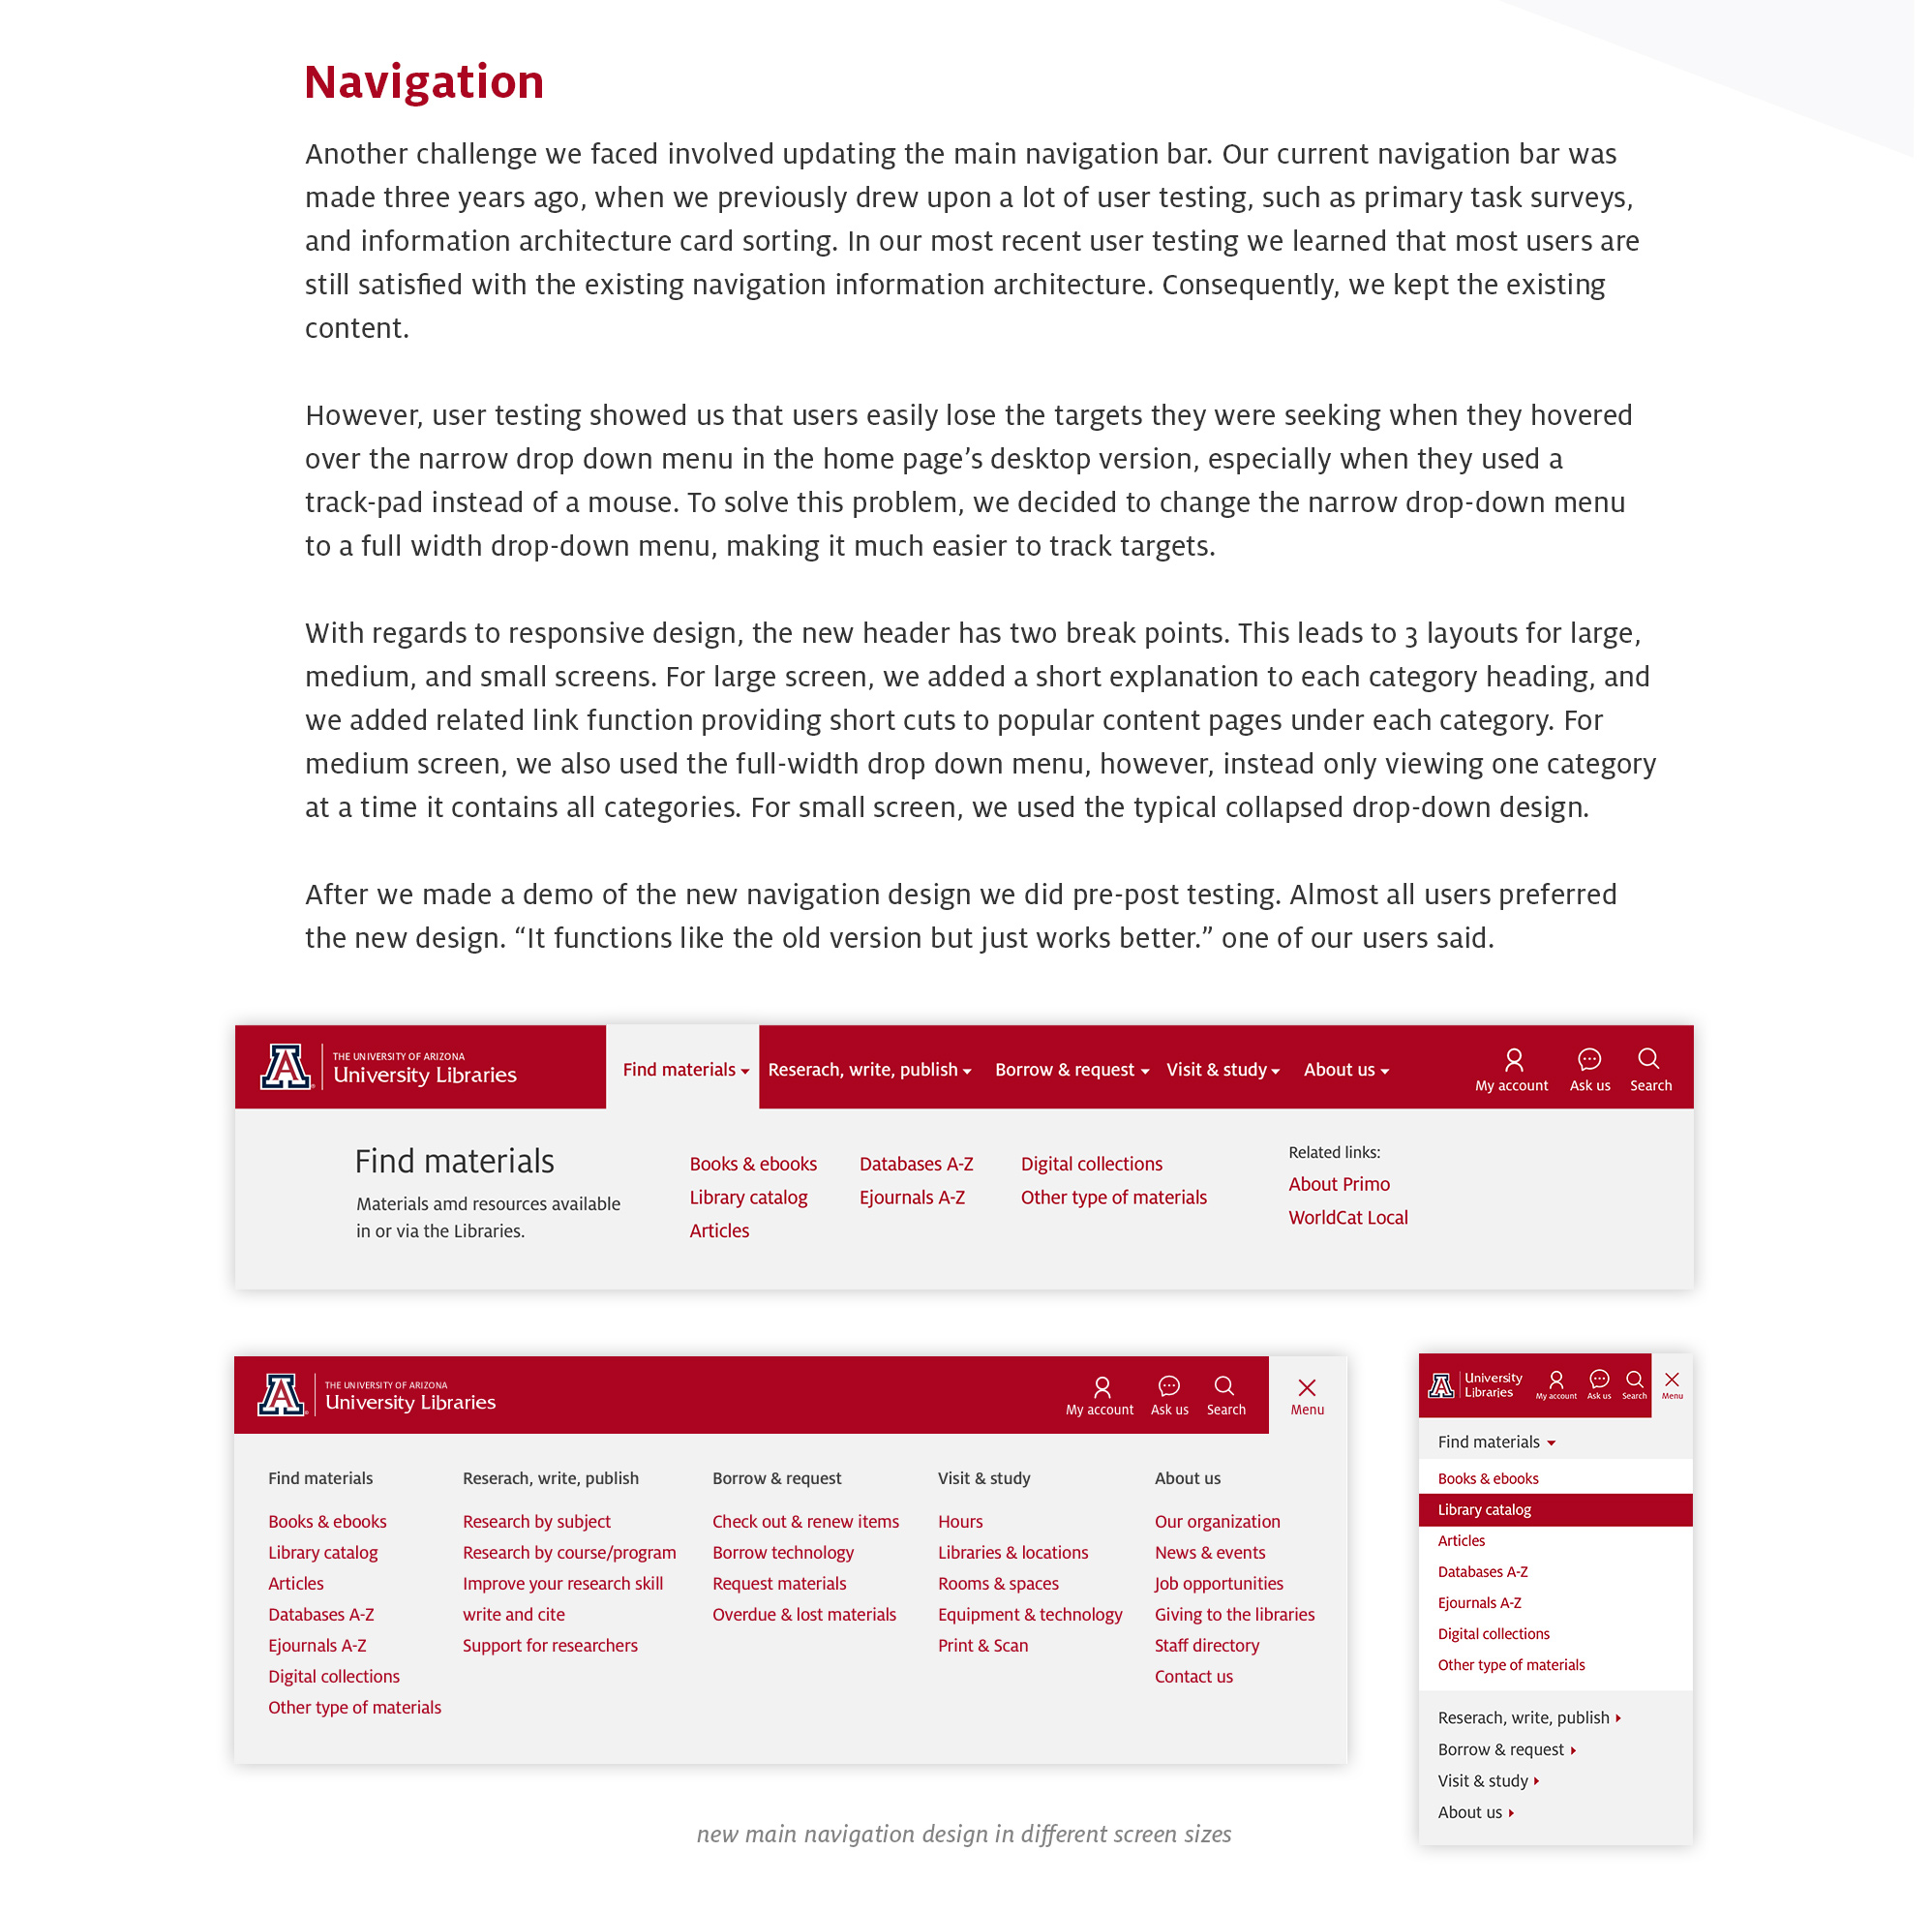 Navigation
Another challenge we faced involved updating the main navigation bar. Our current navigation bar was
made three years ago, when we previously drew upon a lot of user testing, such as primary task surveys,
and information architecture card sorting. In our most recent user testing we learned that most users are
still satisfied with the existing navigation information architecture. Consequently, we kept the existing
content.
However, user testing showed us that users easily lose the targets they were seeking when they hovered
over the narrow drop down menu in the home page’s desktop version, especially when they used a
track-pad instead of a mouse. To solve this problem, we decided to change the narrow drop-down menu
to a full width drop-down menu, making it much easier to track targets.
With regards to responsive design, the new header has two break points. This leads to 3 layouts for large,
medium, and small screens. For large screen, we added a short explanation to each category heading, and
we added related link function providing short cuts to popular content pages under each category. For
medium screen, we also used the full-width drop down menu, however, instead only viewing one category
at a time it contains all categories. For small screen, we used the typical collapsed drop-down design.
After we made a demo of the new navigation design we did pre-post testing. Almost all users preferred
the new design. “It functions like the old version but just works better.” one of our users said.
A THE UNIVERSITY OF ARIZONA
University Libraries
Find materials Reserach, write, publish Borrow & request Visit & study About us
My account Ask us Search
Find materials
Materials amd resources available
in or via the Libraries.
Books & ebooks
Library catalog
Articles
Databases A-Z
Ejournals A-Z
Digital collections
Other type of materials
Related links:
About Primo
WorldCat Local
A THE UNIVERSITY OF ARIZONA
University Libraries
My account Ask us Search Menu
Find materials
Books & ebooks
Library catalog
Articles
Databases A-Z
Ejournals A-Z
Digital collections
Other type of materials
Reserach, write, publish
Research by subject
Research by course/program
Improve your research skill
write and cite
Support for researchers
Borrow & request
Check out & renew items
Borrow technology
Request materials
Overdue & lost materials
Visit & study
Hours
Libraries & locations
Rooms & spaces
Equipment & technology
Print & Scan
About us
Our organization
News & events
Job opportunities
Giving to the libraries
Staff directory
Contact us
A University
Libraries
My account Ask us Search Menu
Find materials
Books & ebooks
Library catalog
Articles
Databases A-Z
Ejournals A-Z
Digital collections
Other type of materials
Reserach, write, publish
Borrow & request
Visit & study
About us
new main navigation design in different screen sizes